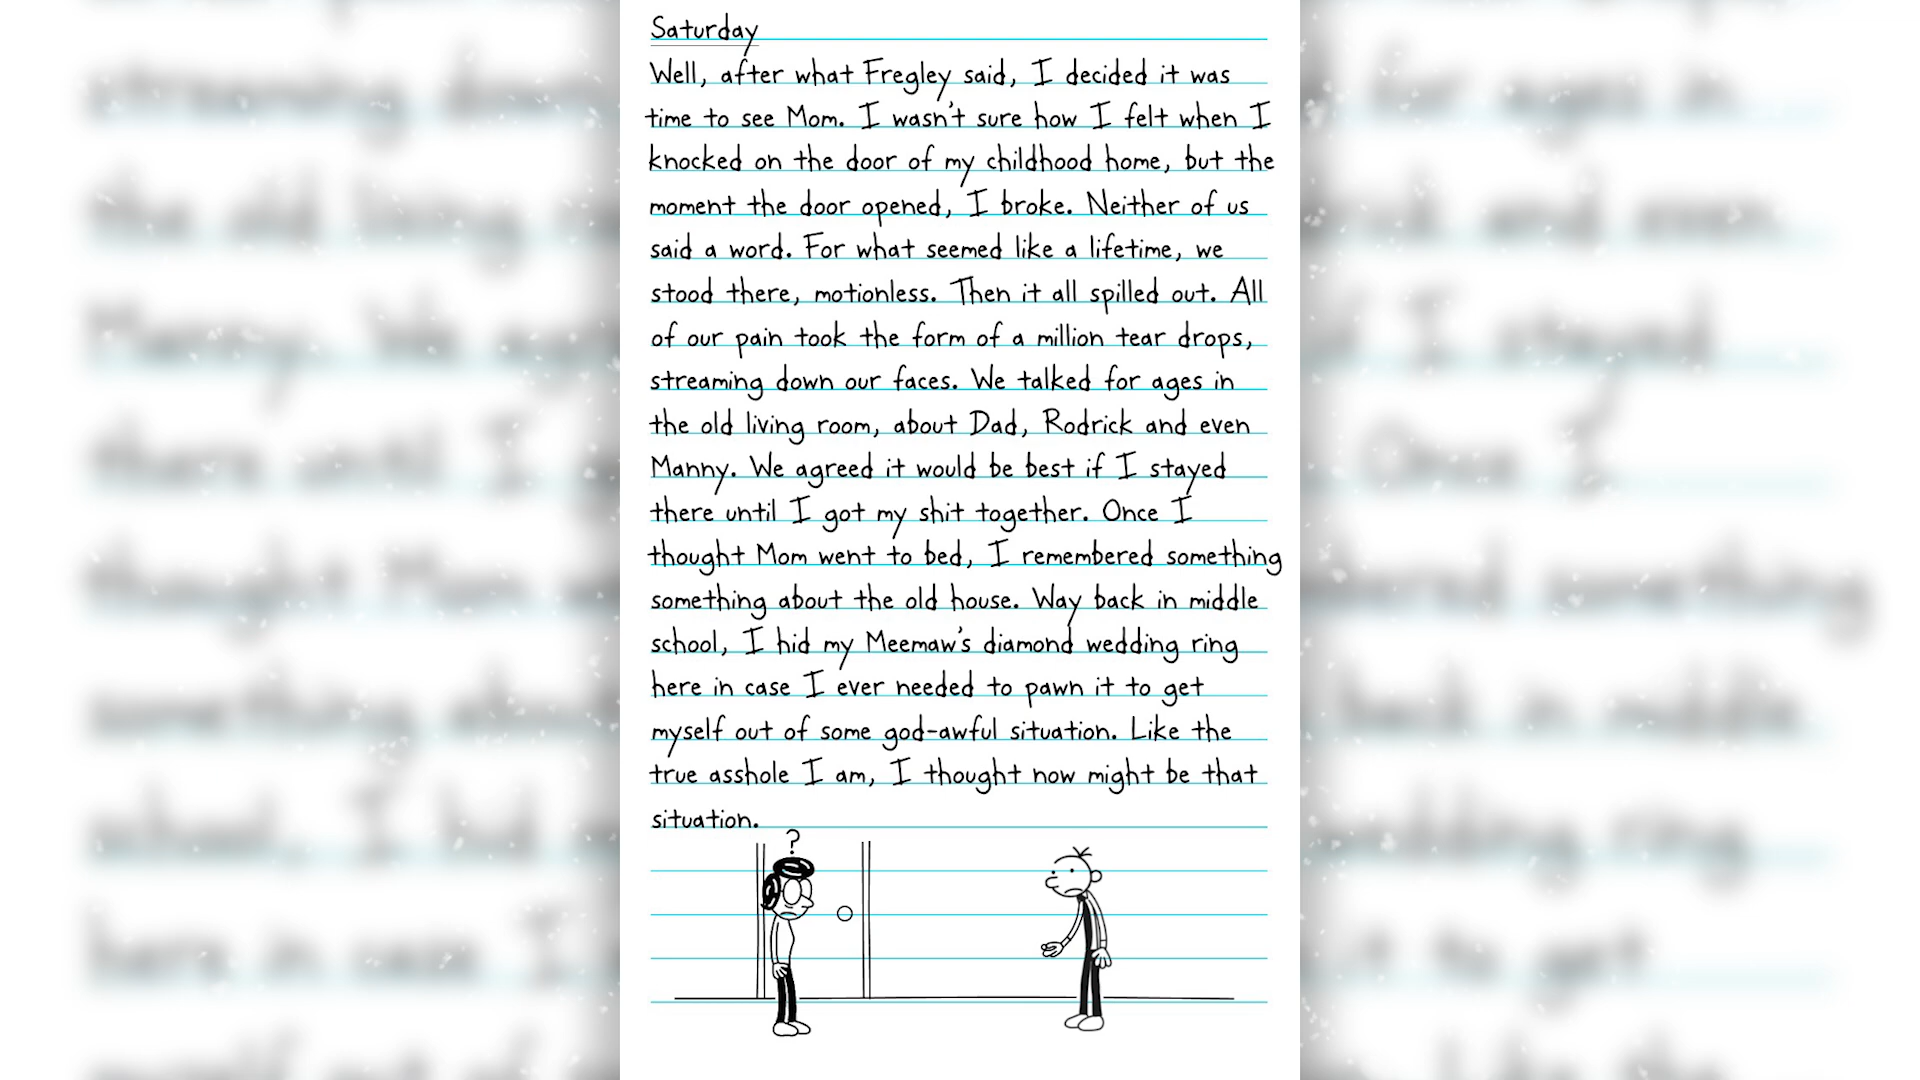 Saturday
Well, after what Fregley said, I decided it was
time to see Mom. I wasn't sure how I felt when I
knocked on the door of my childhood home, but the
moment the door opened, I broke. Neither of us
said a word. For what seemed like a lifetime, we
stood there, motionless. Then it all spilled out. All
of our pain took the form of a million tear drops,
streaming down our faces. We talked for ages in
the old living room, about Dad, Rodrick and even
Manny. We agreed it would be best if I stayed
there until I got my shit together. Once I
thought Mom went to bed, I remembered something
something about the old house. Way back in middle
school, I hid my Meemaw's diamond wedding ring
here in case I ever needed to pawn it to get
myself out of some god-awful situation. Like the
true asshole I am, I thought now might be that
situation.
?